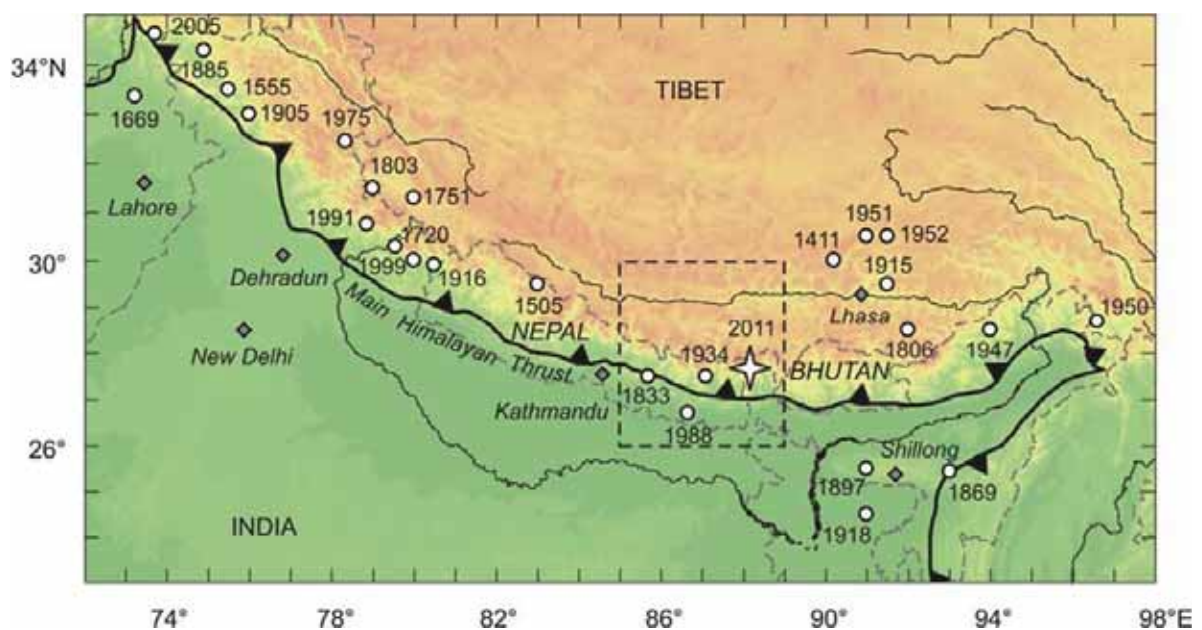 2005
34°N
1885
TIBET
1555
1669
1905
1975
1803
Lahore
1751
1951
1991
1720
1411
1952
30°
1999
1915
Dehradun
1916
1505
Lhasa
1950
Main Himalayan Thrust
NEPAL
2011
New Delhi
1934
1806
1947
BHUTAN
1833
Kathmandu
1988
26°
Shillong
1897
1869
INDIA
1918
74°
78°
82°
86°
90°
94°
98°E